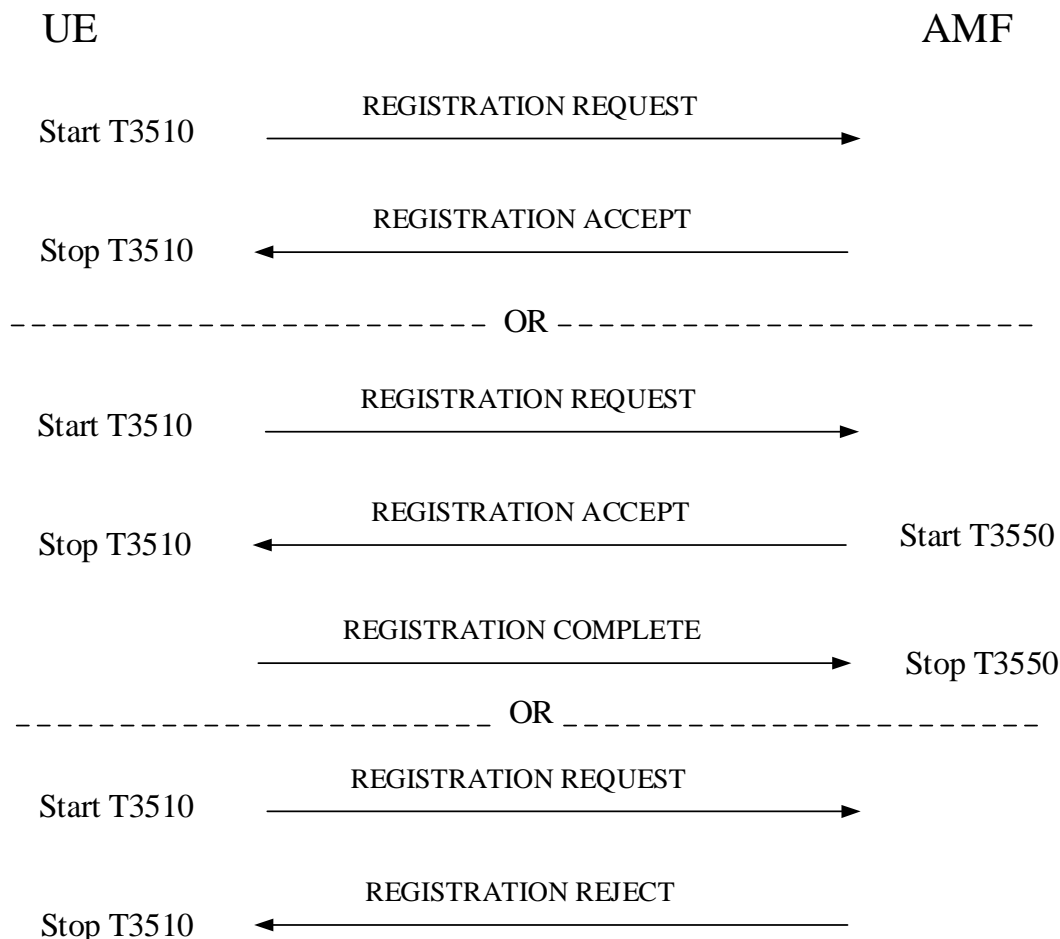 UE AMF
REGISTRATION REQUEST
Start T3510
REGISTRATION ACCEPT
Stop T3510
OR
REGISTRATION REQUEST
Start T3510
REGISTRATION ACCEPT
Stop T3510 Start T3550
REGISTRATION COMPLETE
Stop T3550
OR
REGISTRATION REQUEST
Start T3510
REGISTRATION REJECT
Stop T3510